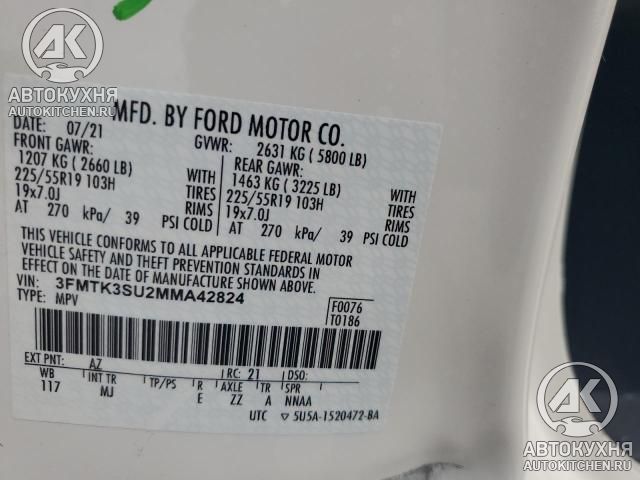 AK
АВТОКУХНЯ
AUTOKITCHEN.RU
MFD. BY FORD MOTOR CO.
DATE: 07/21 GVWR: 2631 KG ( 5800 LB)
FRONT GAWR: REAR GAWR:
1207 KG ( 2660 LB) WITH 1463 KG ( 3225 LB) WITH
225/55R19 103H TIRES 225/55R19 103H TIRES
19x7.0J RIMS 19x7.0J RIMS
AT 270 kPa/ 39 PSI COLD AT 270 kPa/ 39 PSI COLD
THIS VEHICLE CONFORMS TO ALL APPLICABLE FEDERAL MOTOR
VEHICLE SAFETY AND THEFT PREVENTION STANDARDS IN
EFFECT ON THE DATE OF MANUFACTURE SHOWN ABOVE.
VIN: 3FMTK3SU2MMA42824 F0076
TYPE: MPV T0186
EXT PNT: AZ RC: 21 DSO:
WB INT TR TP/PS R AXLE TR SPR
117 MJ E ZZ A NNAA
UTC 5U5A-1520472-BA
AK
АВТОКУХНЯ
AUTOKITCHEN.RU